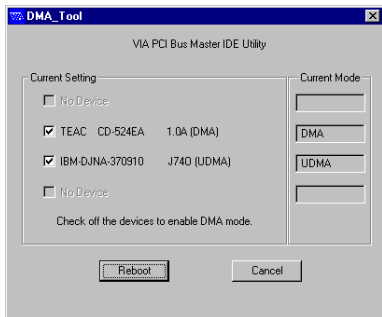 DMA_Tool
VIA PCI Bus Master IDE Utility
Current Setting
Current Mode
No Device
TEAC CD-524EA 1.0A (DMA)
DMA
IBM-DJNA-370910 J74O (UDMA)
UDMA
No Device
Check off the devices to enable DMA mode.
Reboot
Cancel